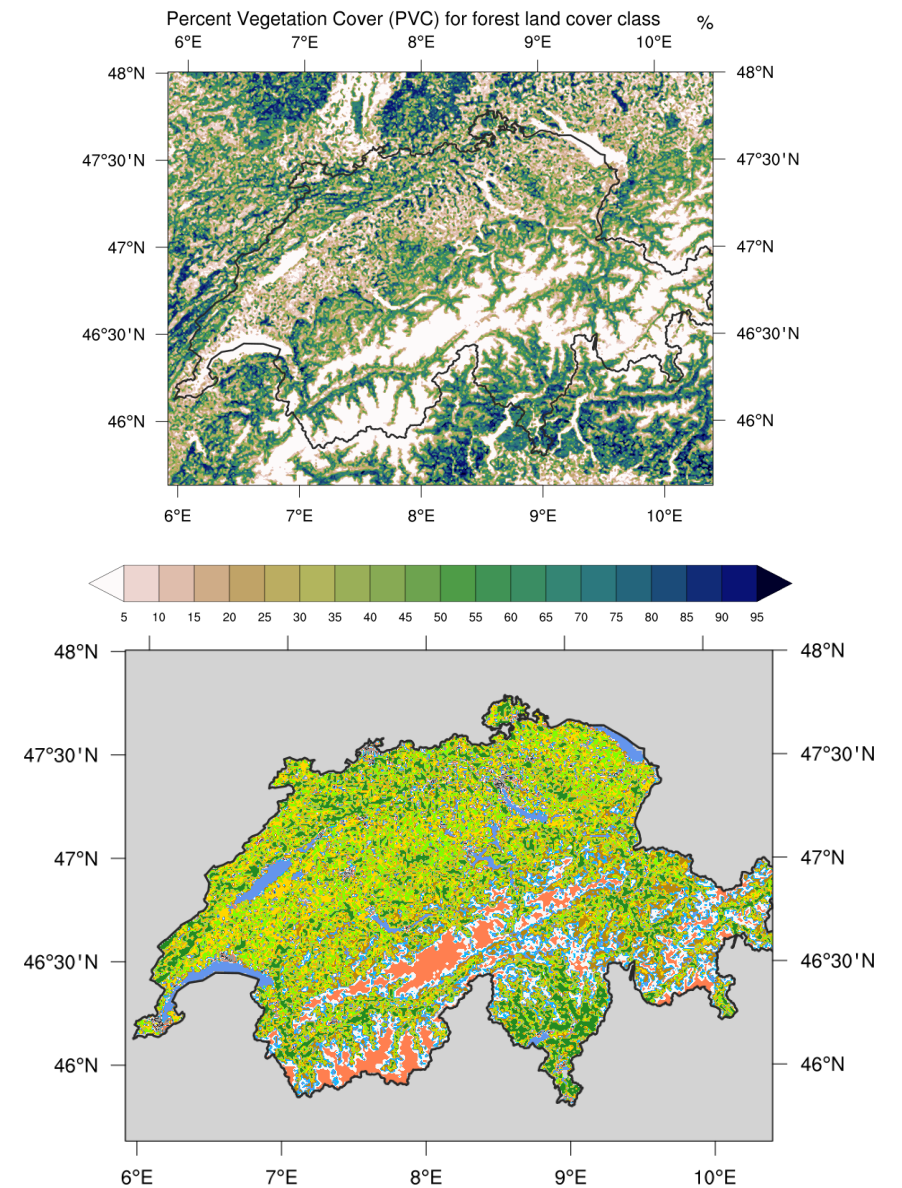 Percent Vegetation Cover (PVC) for forest land cover class %
6°E 7°E 8°E 9°E 10°E
48°N 48°N
47°30'N 47°30'N
47°N 47°N
46°30'N 46°30'N
46°N 46°N
6°E 7°E 8°E 9°E 10°E
5 10 15 20 25 30 35 40 45 50 55 60 65 70 75 80 85 90 95
48°N 48°N
47°30'N 47°30'N
47°N 47°N
46°30'N 46°30'N
46°N 46°N
6°E 7°E 8°E 9°E 10°E